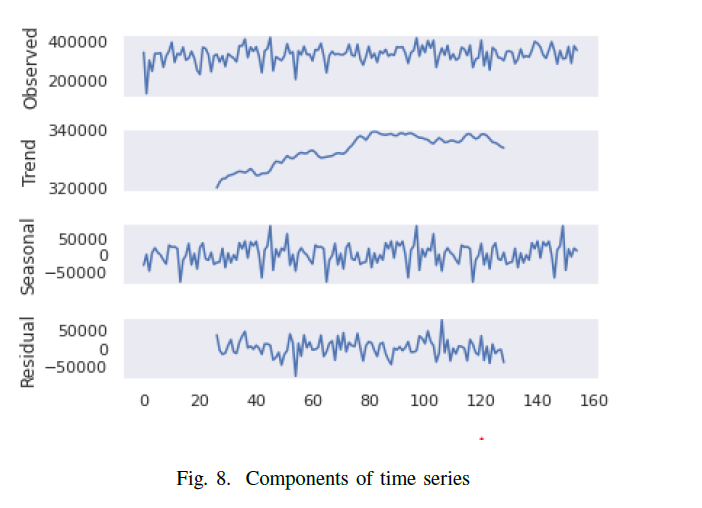 Observed
400000
200000
Trend
340000
320000
Seasonal
50000
0
−50000
Residual
50000
0
−50000
0 20 40 60 80 100 120 140 160
Fig. 8. Components of time series